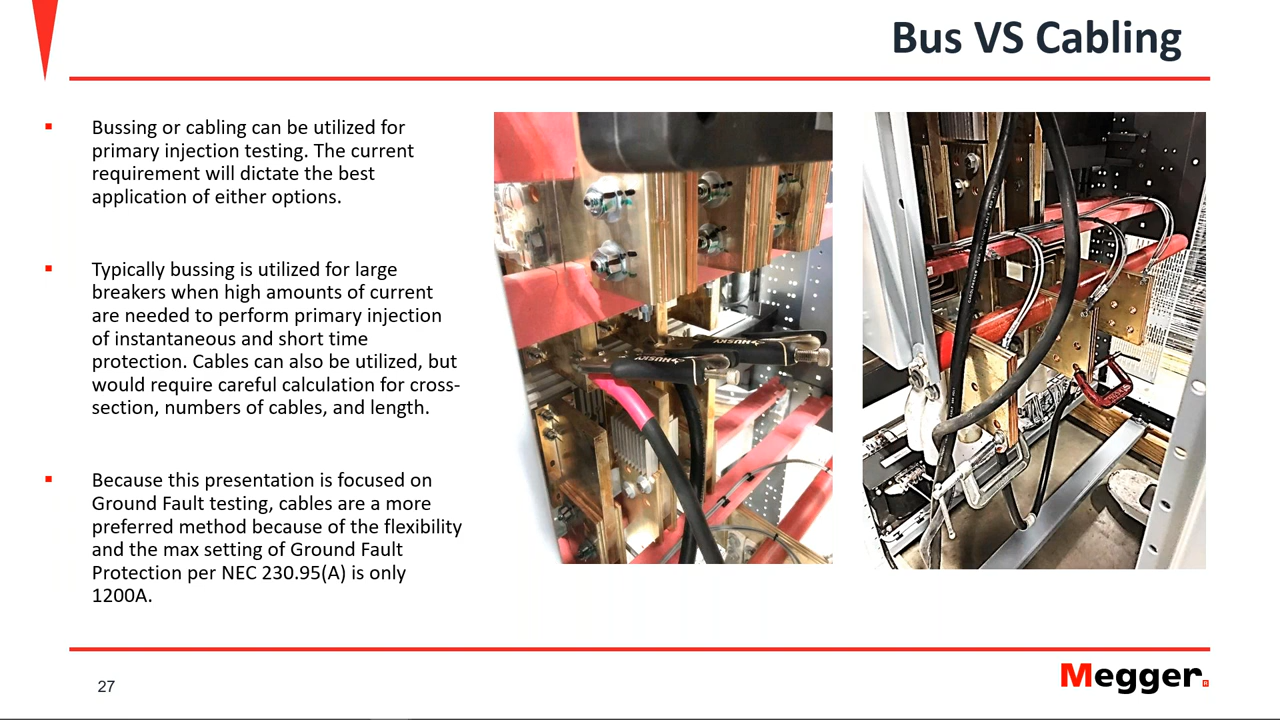 Bus VS Cabling
Bussing or cabling can be utilized for
primary injection testing. The current
requirement will dictate the best
application of either options.
Typically bussing is utilized for large
breakers when high amounts of current
are needed to perform primary injection
of instantaneous and short time
protection. Cables can also be utilized, but
would require careful calculation for cross-
section, numbers of cables, and length.
Because this presentation is focused on
Ground Fault testing, cables are a more
preferred method because of the flexibility
and the max setting of Ground Fault
Protection per NEC 230.95(A) is only
1200A.
HUSKY
HUSKY
27
Megger